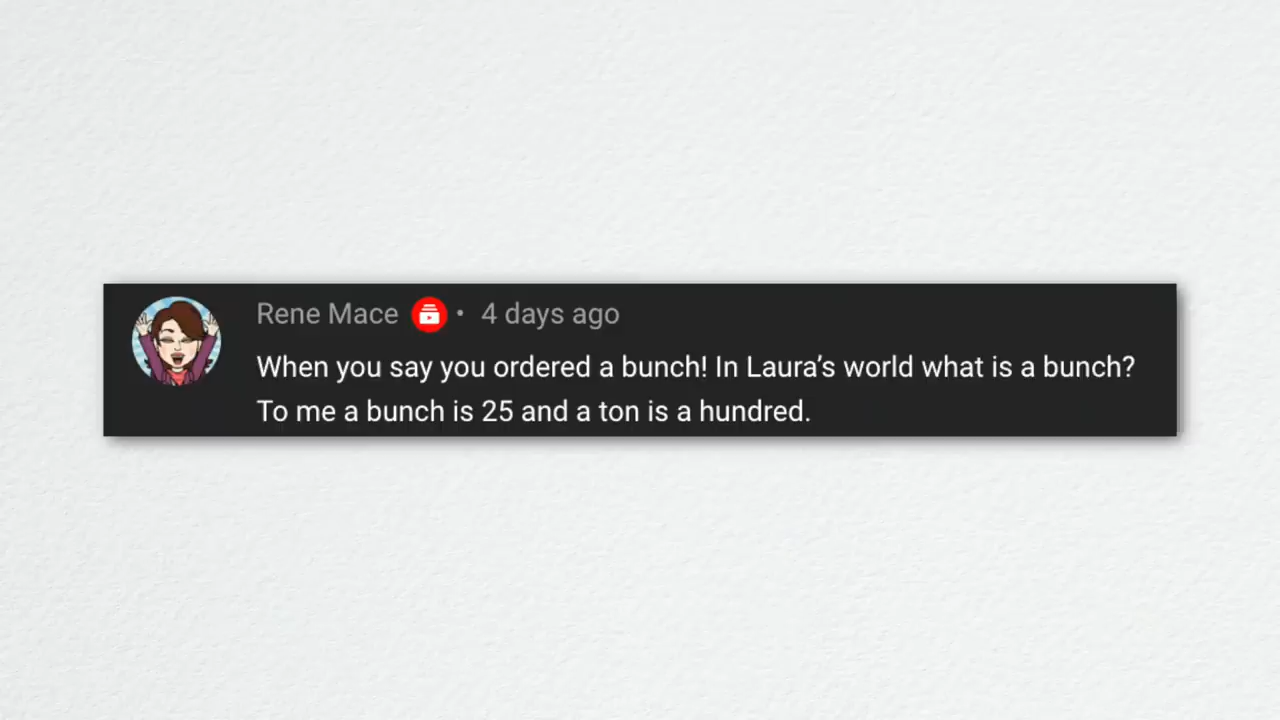 Rene Mace • 4 days ago
When you say you ordered a bunch! In Laura’s world what is a bunch?
To me a bunch is 25 and a ton is a hundred.